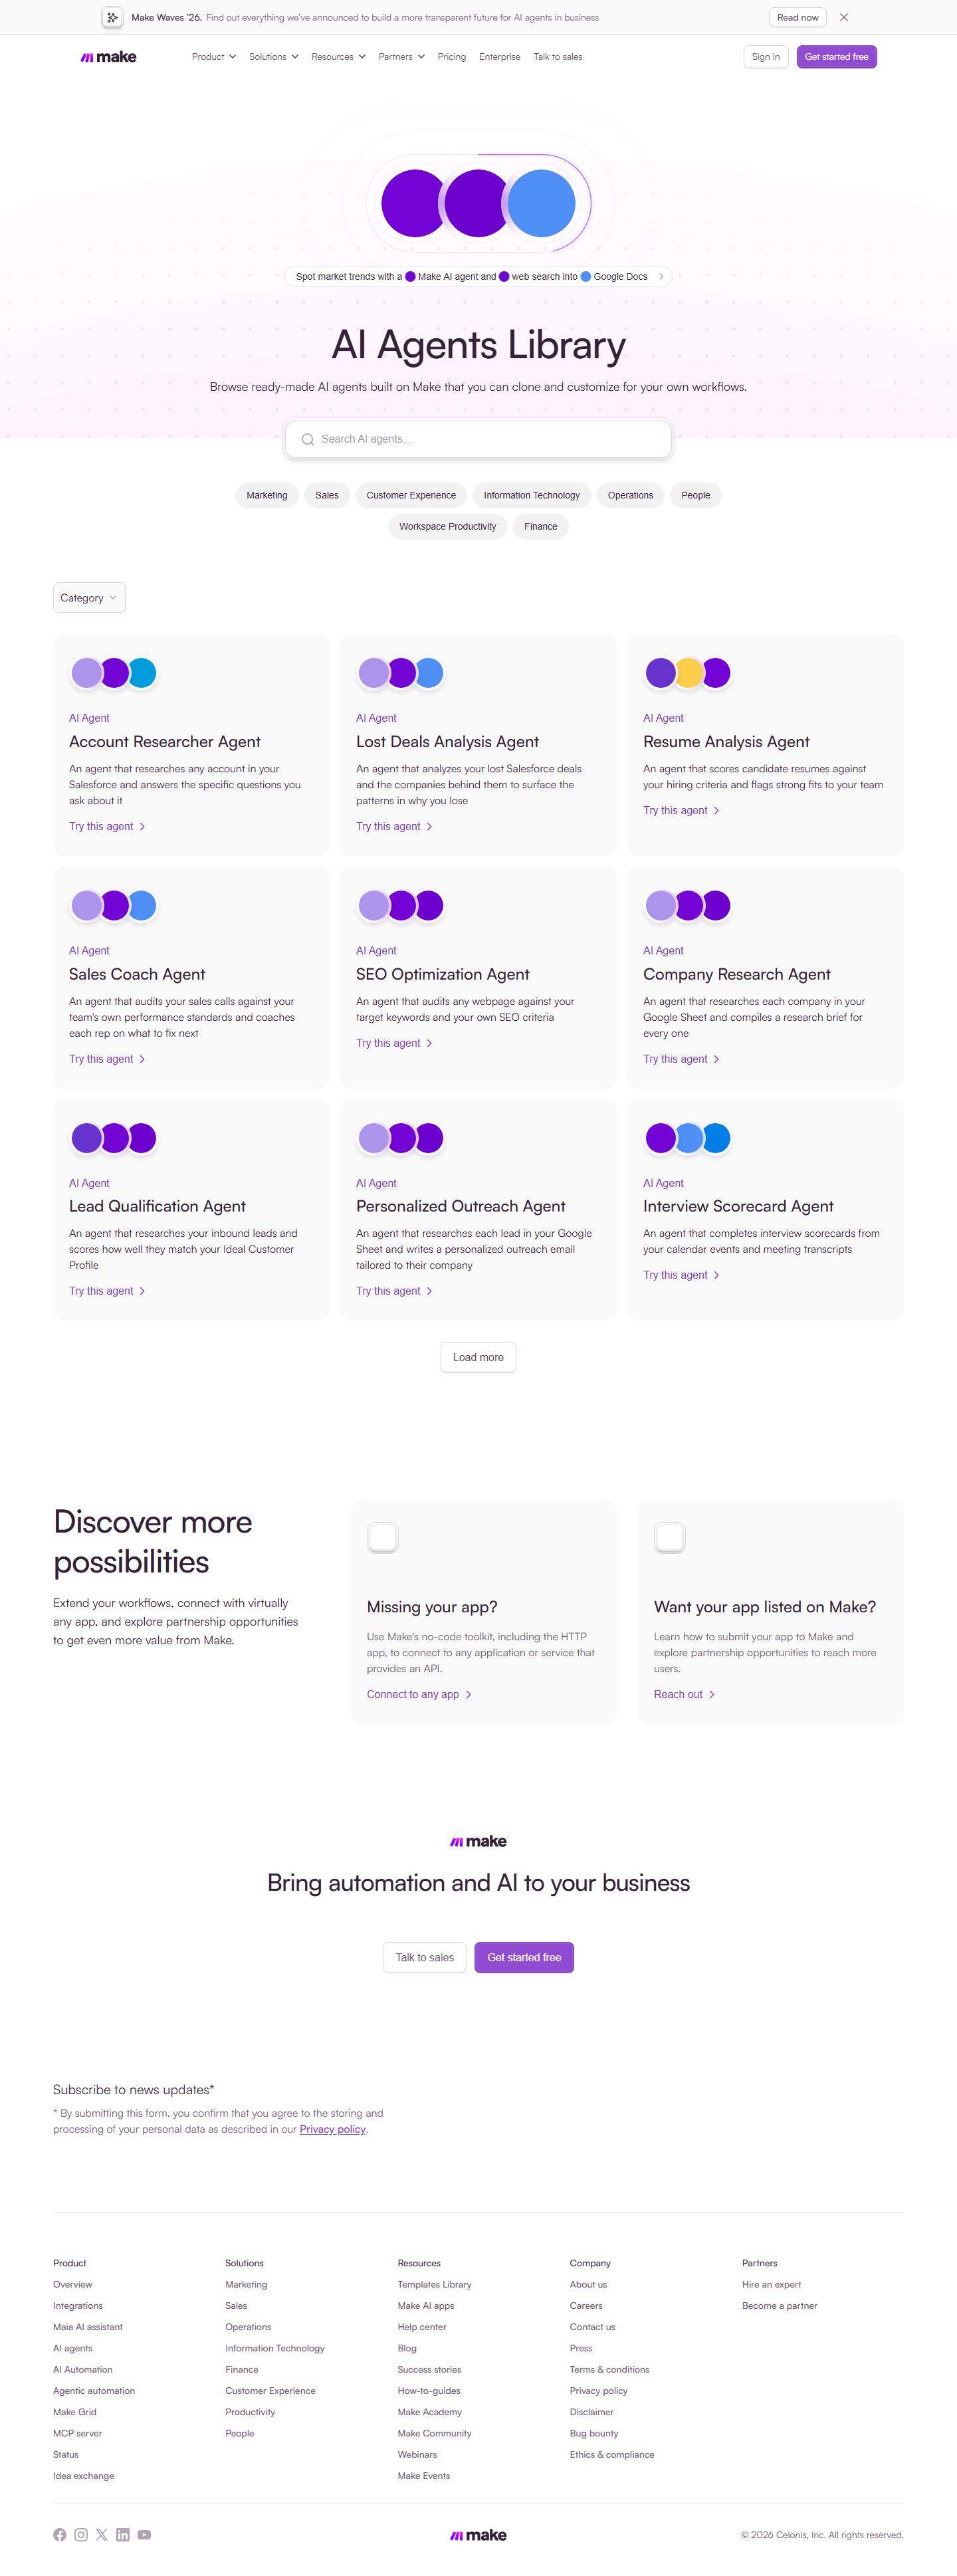 Make Waves '26. Find out everything we've announced to build a more transparent future for AI agents in business
Read now
make
Product
Solutions
Resources
Partners
Pricing
Enterprise
Talk to sales
Sign in
Get started free
Spot market trends with a Make AI agent and web search into Google Docs
AI Agents Library
Browse ready-made AI agents built on Make that you can clone and customize for your own workflows.
Search AI agents...
Marketing
Sales
Customer Experience
Information Technology
Operations
People
Workspace Productivity
Finance
Category
AI Agent
Account Researcher Agent
An agent that researches any account in your
Salesforce and answers the specific questions you
ask about it
Try this agent
AI Agent
Lost Deals Analysis Agent
An agent that analyzes your lost Salesforce deals
and the companies behind them to surface the
patterns in why you lose
Try this agent
AI Agent
Resume Analysis Agent
An agent that scores candidate resumes against
your hiring criteria and flags strong fits to your team
Try this agent
AI Agent
Sales Coach Agent
An agent that audits your sales calls against your
team's own performance standards and coaches
each rep on what to fix next
Try this agent
AI Agent
SEO Optimization Agent
An agent that audits any webpage against your
target keywords and your own SEO criteria
Try this agent
AI Agent
Company Research Agent
An agent that researches each company in your
Google Sheet and compiles a research brief for
every one
Try this agent
AI Agent
Lead Qualification Agent
An agent that researches your inbound leads and
scores how well they match your Ideal Customer
Profile
Try this agent
AI Agent
Personalized Outreach Agent
An agent that researches each lead in your Google
Sheet and writes a personalized outreach email
tailored to their company
Try this agent
AI Agent
Interview Scorecard Agent
An agent that completes interview scorecards from
your calendar events and meeting transcripts
Try this agent
Load more
Discover more
possibilities
Extend your workflows, connect with virtually
any app, and explore partnership opportunities
to get even more value from Make.
Missing your app?
Use Make's no-code toolkit, including the HTTP
app, to connect to any application or service that
provides an API.
Connect to any app
Want your app listed on Make?
Learn how to submit your app to Make and
explore partnership opportunities to reach more
users.
Reach out
make
Bring automation and AI to your business
Talk to sales
Get started free
Subscribe to news updates*
* By submitting this form, you confirm that you agree to the storing and
processing of your personal data as described in our Privacy policy.
Product
Overview
Integrations
Maia AI assistant
AI agents
AI Automation
Agentic automation
Make Grid
MCP server
Status
Idea exchange
Solutions
Marketing
Sales
Operations
Information Technology
Finance
Customer Experience
Productivity
People
Resources
Templates Library
Make AI apps
Help center
Blog
Success stories
How-to-guides
Make Academy
Make Community
Webinars
Make Events
Company
About us
Careers
Contact us
Press
Terms & conditions
Privacy policy
Disclaimer
Bug bounty
Ethics & compliance
Partners
Hire an expert
Become a partner
make
© 2026 Celonis, Inc. All rights reserved.